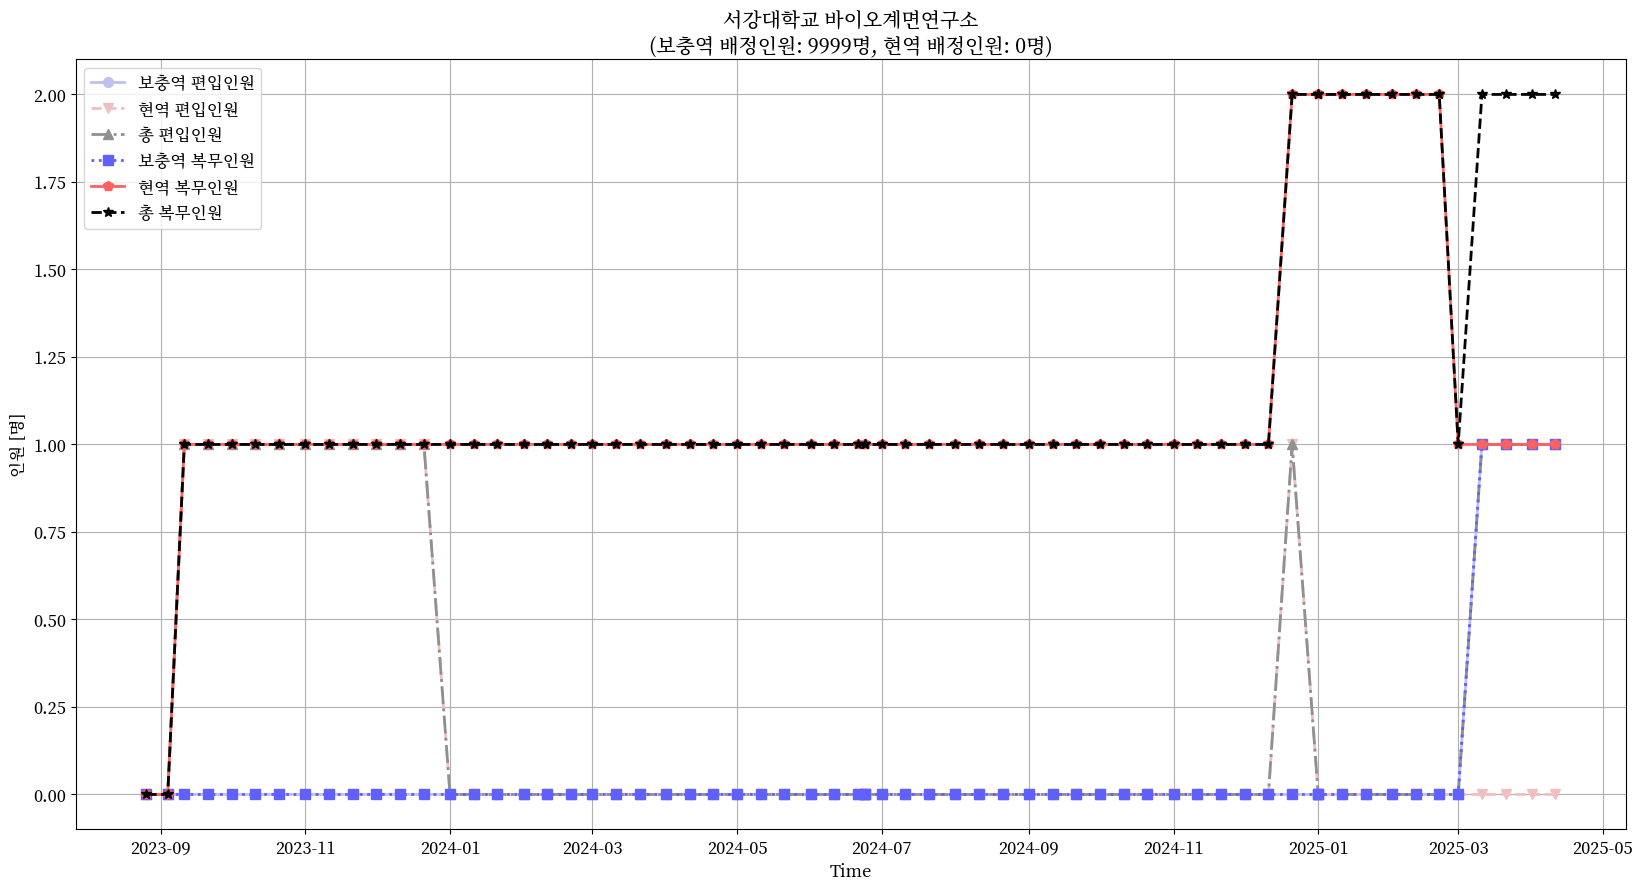 서강대학교 바이오계면연구소
(보충역 배정인원: 9999명, 현역 배정인원: 0명)
보충역 편입인원
현역 편입인원
총 편입인원
보충역 복무인원
현역 복무인원
총 복무인원
인원 [명]
2.00
1.75
1.50
1.25
1.00
0.75
0.50
0.25
0.00
2023-09
2023-11
2024-01
2024-03
2024-05
2024-07
2024-09
2024-11
2025-01
2025-03
2025-05
Time